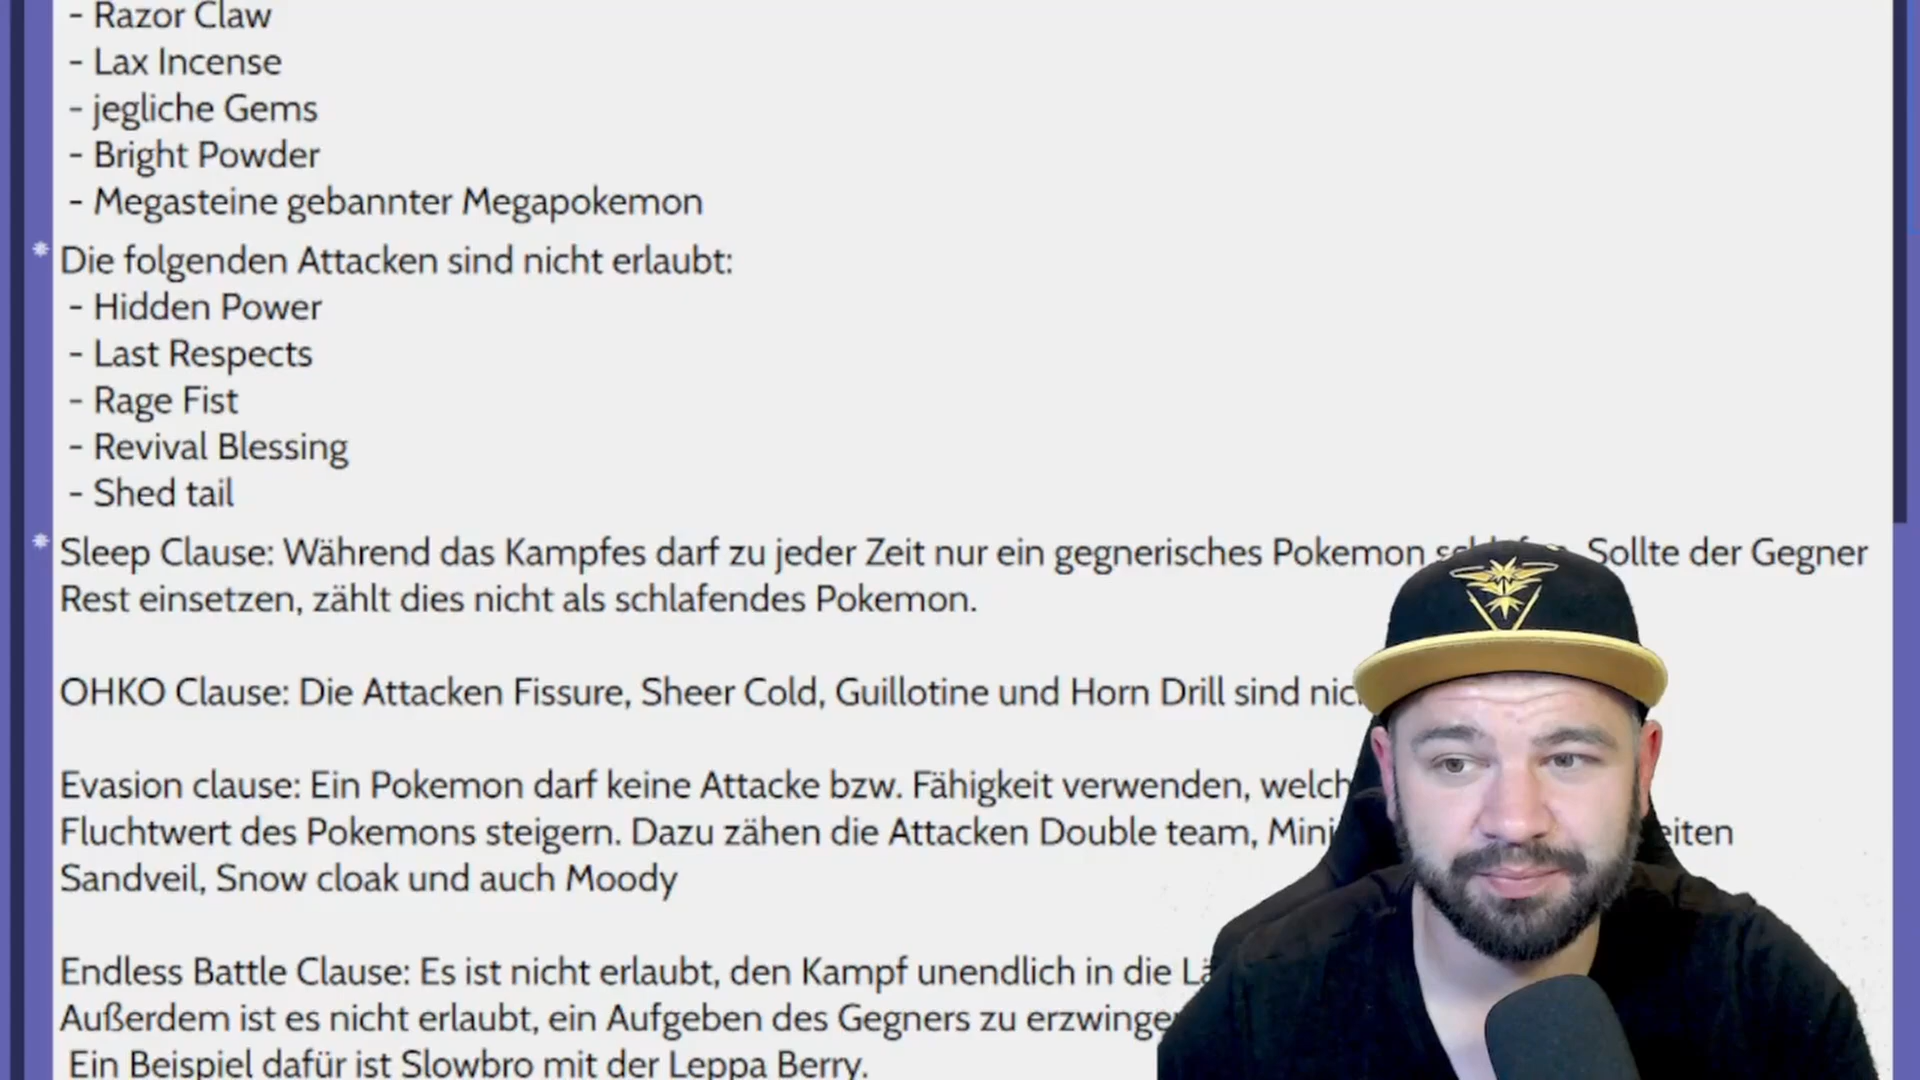 - Razor Claw
- Lax Incense
- jegliche Gems
- Bright Powder
- Megasteine gebannter Megapokemon
* Die folgenden Attacken sind nicht erlaubt:
- Hidden Power
- Last Respects
- Rage Fist
- Revival Blessing
- Shed tail
* Sleep Clause: Während das Kampfes darf zu jeder Zeit nur ein gegnerisches Pokemon Sollte der Gegner
Rest einsetzen, zählt dies nicht als schlafendes Pokemon.
OHKO Clause: Die Attacken Fissure, Sheer Cold, Guillotine und Horn Drill sind
Evasion clause: Ein Pokemon darf keine Attacke bzw. Fähigkeit verwenden,
Fluchtwert des Pokemons steigern. Dazu zähen die Attacken Double team,
Sandveil, Snow cloak und auch Moody
Endless Battle Clause: Es ist nicht erlaubt, den Kampf unendlich in die
Außerdem ist es nicht erlaubt, ein Aufgeben des Gegners zu
Ein Beispiel dafür ist Slowbro mit der Leppa Berry.